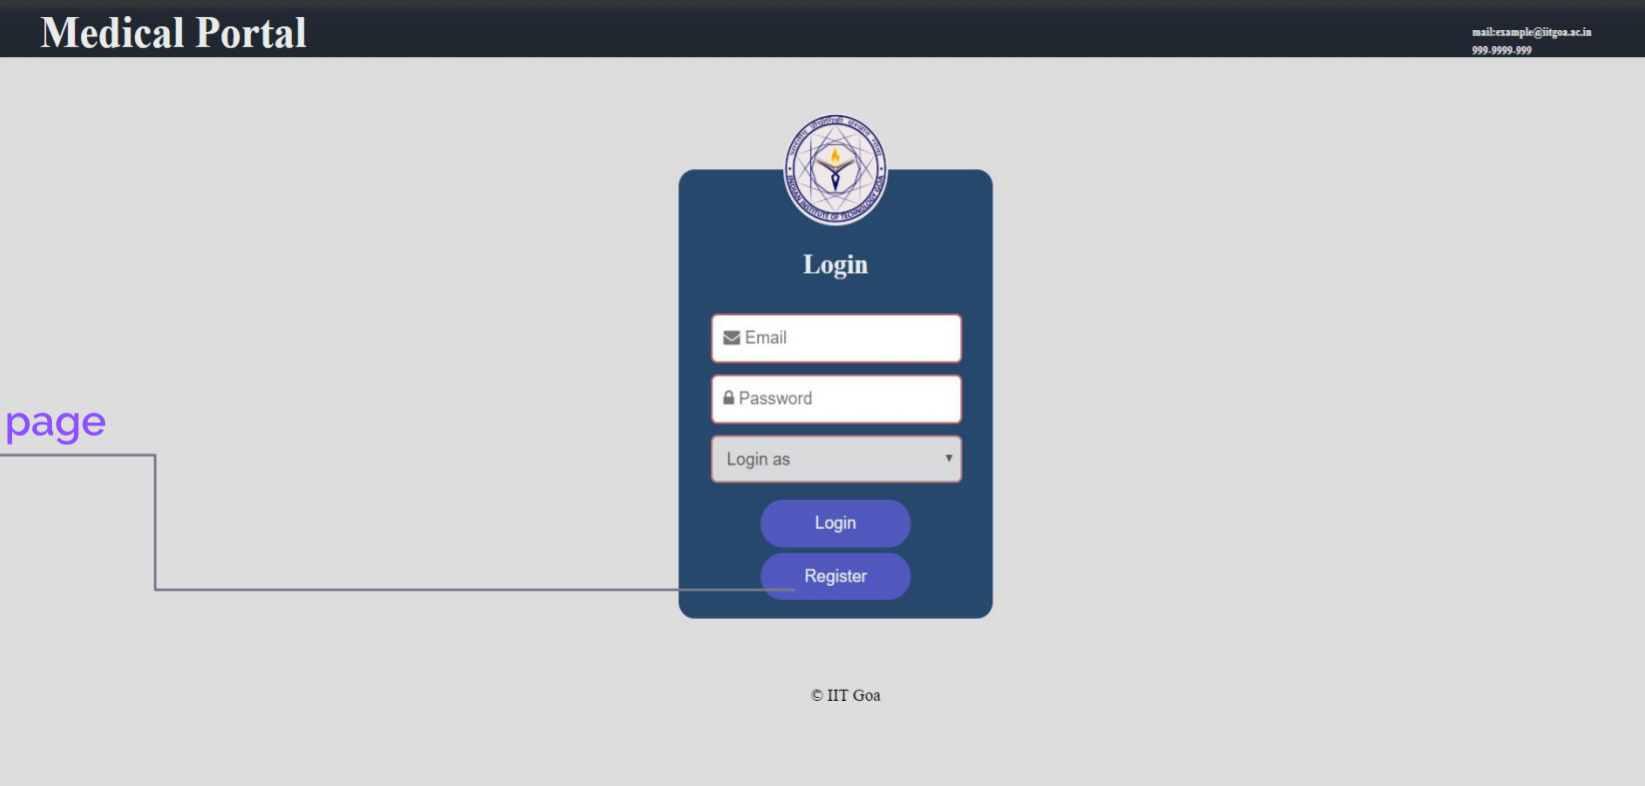 Medical Portal
mail:example@iitgoa.ac.in
999-9999-999
INDIAN INSTITUTE OF TECHNOLOGY GOA
Login
Email
Password
page
Login as
Login
Register
© IIT Goa